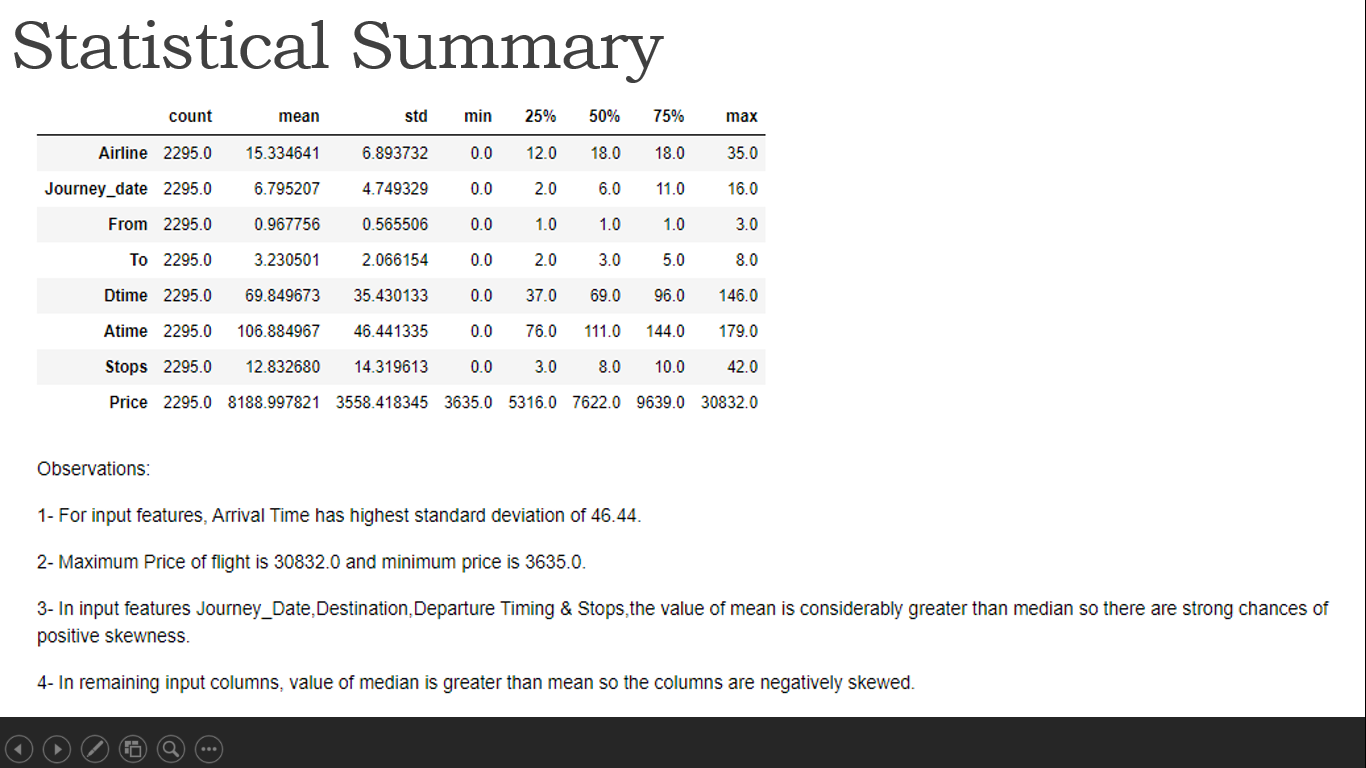 Statistical Summary
count mean std min 25% 50% 75% max
Airline 2295.0 15.334641 6.893732 0.0 12.0 18.0 18.0 35.0
Journey_date 2295.0 6.795207 4.749329 0.0 2.0 6.0 11.0 16.0
From 2295.0 0.967756 0.565506 0.0 1.0 1.0 1.0 3.0
To 2295.0 3.230501 2.066154 0.0 2.0 3.0 5.0 8.0
Dtime 2295.0 69.849673 35.430133 0.0 37.0 69.0 96.0 146.0
Atime 2295.0 106.884967 46.441335 0.0 76.0 111.0 144.0 179.0
Stops 2295.0 12.832680 14.319613 0.0 3.0 8.0 10.0 42.0
Price 2295.0 8188.997821 3558.418345 3635.0 5316.0 7622.0 9639.0 30832.0
Observations:
1- For input features, Arrival Time has highest standard deviation of 46.44.
2- Maximum Price of flight is 30832.0 and minimum price is 3635.0.
3- In input features Journey_Date,Destination,Departure Timing & Stops,the value of mean is considerably greater than median so there are strong chances of
positive skewness.
4- In remaining input columns, value of median is greater than mean so the columns are negatively skewed.